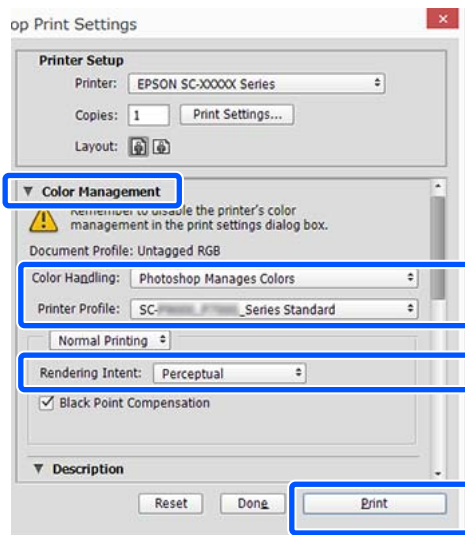 op Print Settings
Printer Setup
Printer: EPSON SC-XXXXX Series
Copies: 1 Print Settings...
Layout:
Color Management
Remember to disable the printer's color
management in the print settings dialog box.
Document Profile: Untagged RGB
Color Handling: Photoshop Manages Colors
Printer Profile: SC- _Series Standard
Normal Printing
Rendering Intent: Perceptual
Black Point Compensation
Description
Reset Done Print